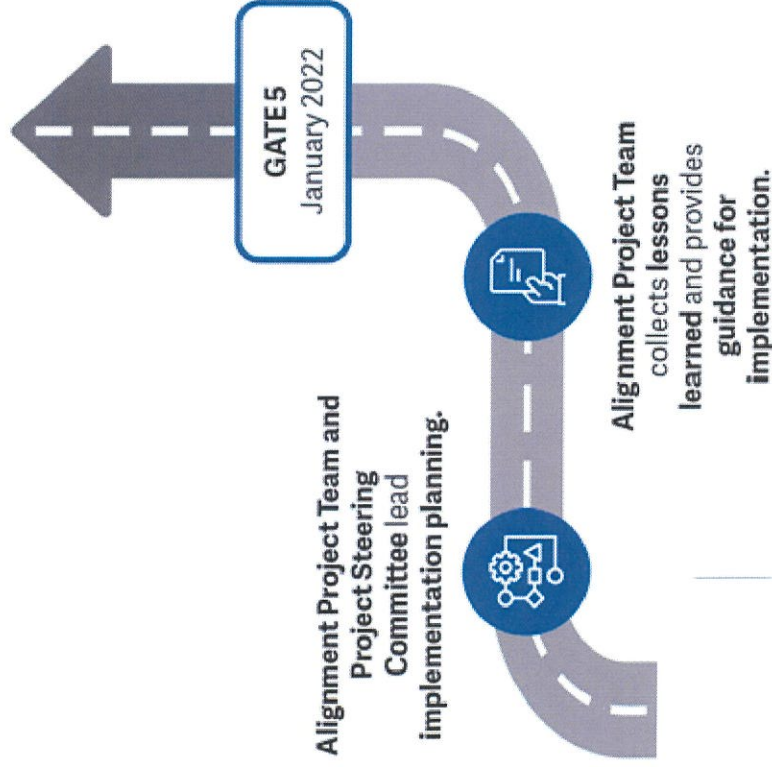 Alignment Project Team and
Project Steering
Committee lead
implementation planning.
Alignment Project Team
collects lessons
learned and provides
guidance for
implementation.
GATE 5
January 2022